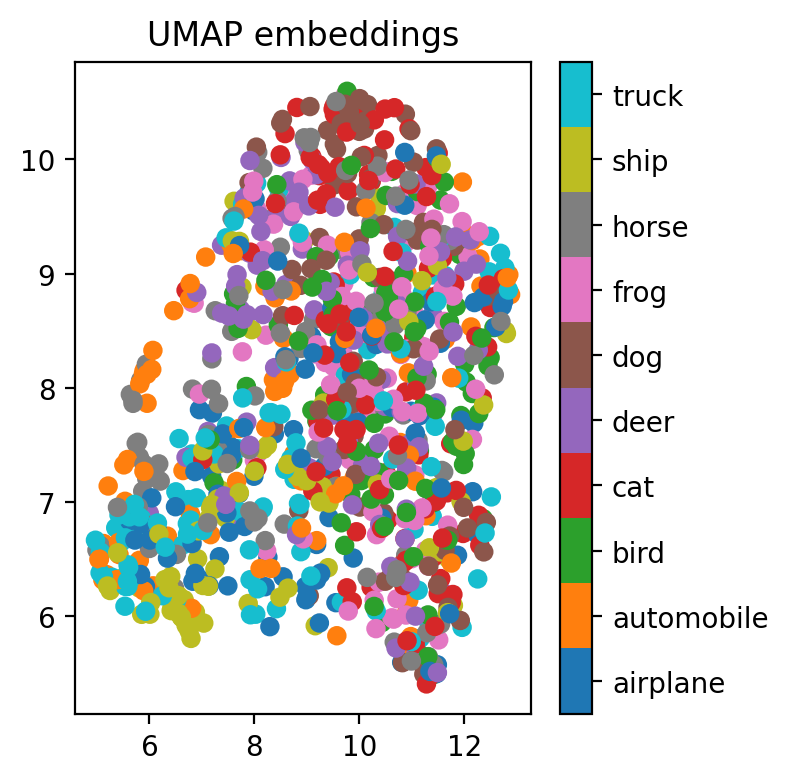 UMAP embeddings
truck
ship
horse
frog
dog
deer
cat
bird
automobile
airplane
10
9
8
7
6
6 8 10 12